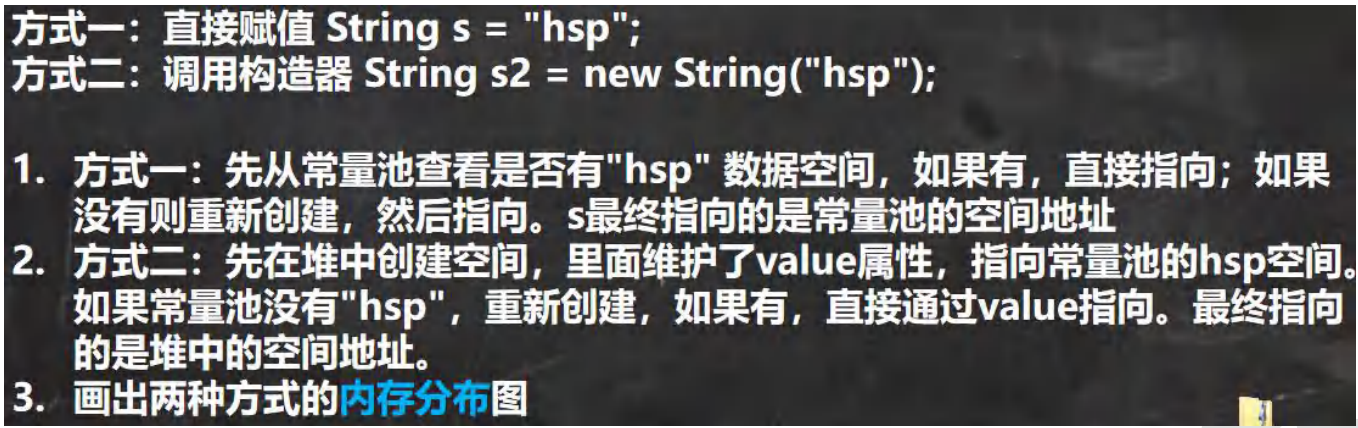 方式一：直接赋值 String s = "hsp";
方式二：调用构造器 String s2 = new String("hsp");
1. 方式一：先从常量池查看是否有"hsp" 数据空间，如果有，直接指向；如果
没有则重新创建，然后指向。s最终指向的是常量池的空间地址
2. 方式二：先在堆中创建空间，里面维护了value属性，指向常量池的hsp空间。
如果常量池没有"hsp"，重新创建，如果有，直接通过value指向。最终指向
的是堆中的空间地址。
3. 画出两种方式的内存分布图